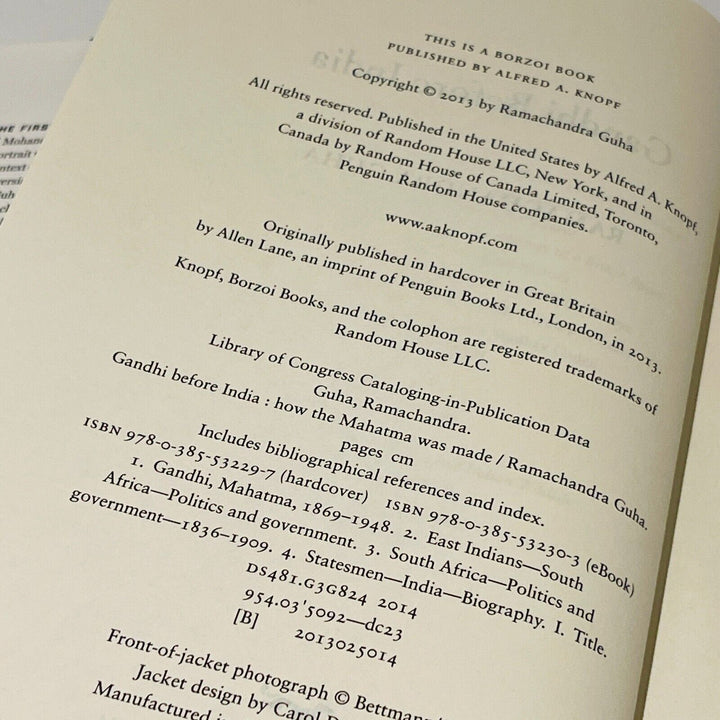 THIS IS A BORZOI BOOK
PUBLISHED BY ALFRED A. KNOPF
Copyright © 2013 by Ramachandra Guha
All rights reserved. Published in the United States by Alfred A. Knopf,
a division of Random House LLC, New York, and in
Canada by Random House of Canada Limited, Toronto,
Penguin Random House companies.
www.aaknopf.com
Originally published in hardcover in Great Britain
by Allen Lane, an imprint of Penguin Books Ltd., London, in 2013.
Knopf, Borzoi Books, and the colophon are registered trademarks of
Random House LLC.
Library of Congress Cataloging-in-Publication Data
Guha, Ramachandra.
Gandhi before India : how the Mahatma was made / Ramachandra Guha.
pages cm
Includes bibliographical references and index.
ISBN 978-0-385-53229-7 (hardcover) ISBN 978-0-385-53230-3 (eBook)
1. Gandhi, Mahatma, 1869–1948. 2. East Indians—South
Africa—Politics and government. 3. South Africa—Politics and
government—1836–1909. 4. Statesmen—India—Biography. I. Title.
DS481.G3G824 2014
954.03'5092—dc23
[B] 2013025014
Front-of-jacket photograph © Bettmann
Jacket design by Carol
Manufactured